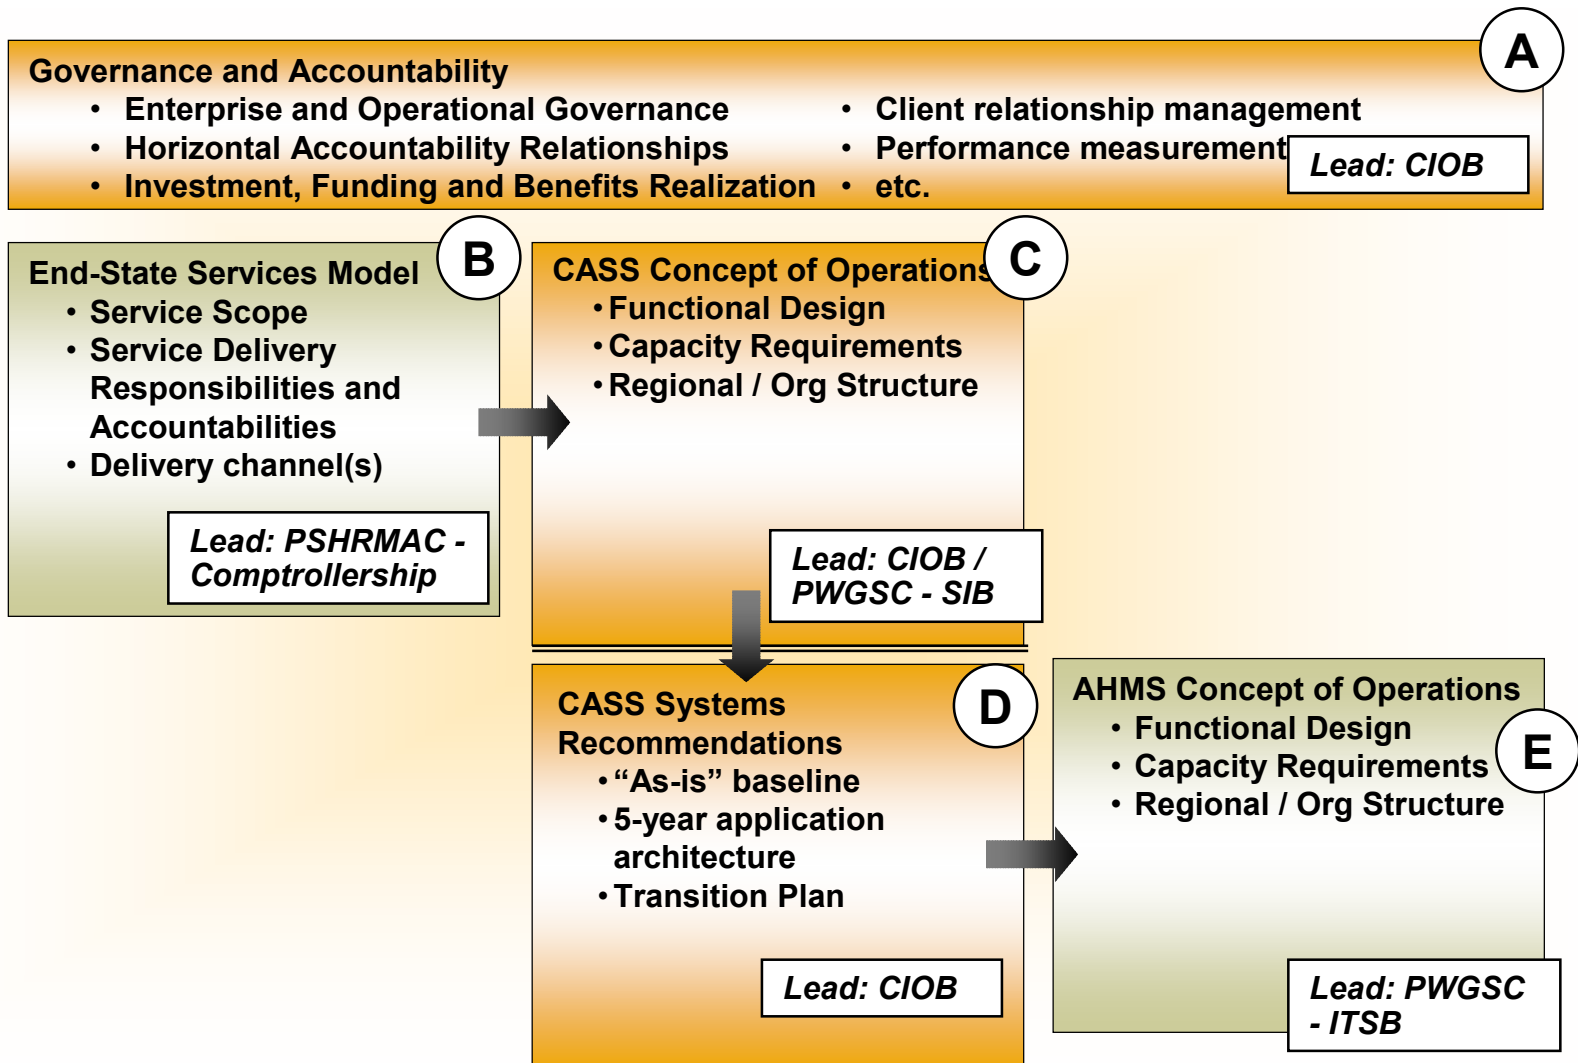 A
Governance and Accountability
• Enterprise and Operational Governance
• Horizontal Accountability Relationships
• Investment, Funding and Benefits Realization
• Client relationship management
• Performance measurement
• etc.
Lead: CIOB
B
End-State Services Model
• Service Scope
• Service Delivery
Responsibilities and
Accountabilities
• Delivery channel(s)
Lead: PSHRMAC -
Comptrollership
C
CASS Concept of Operations
• Functional Design
• Capacity Requirements
• Regional / Org Structure
Lead: CIOB /
PWGSC - SIB
D
CASS Systems
Recommendations
• “As-is” baseline
• 5-year application
architecture
• Transition Plan
Lead: CIOB
E
AHMS Concept of Operations
• Functional Design
• Capacity Requirements
• Regional / Org Structure
Lead: PWGSC
- ITSB